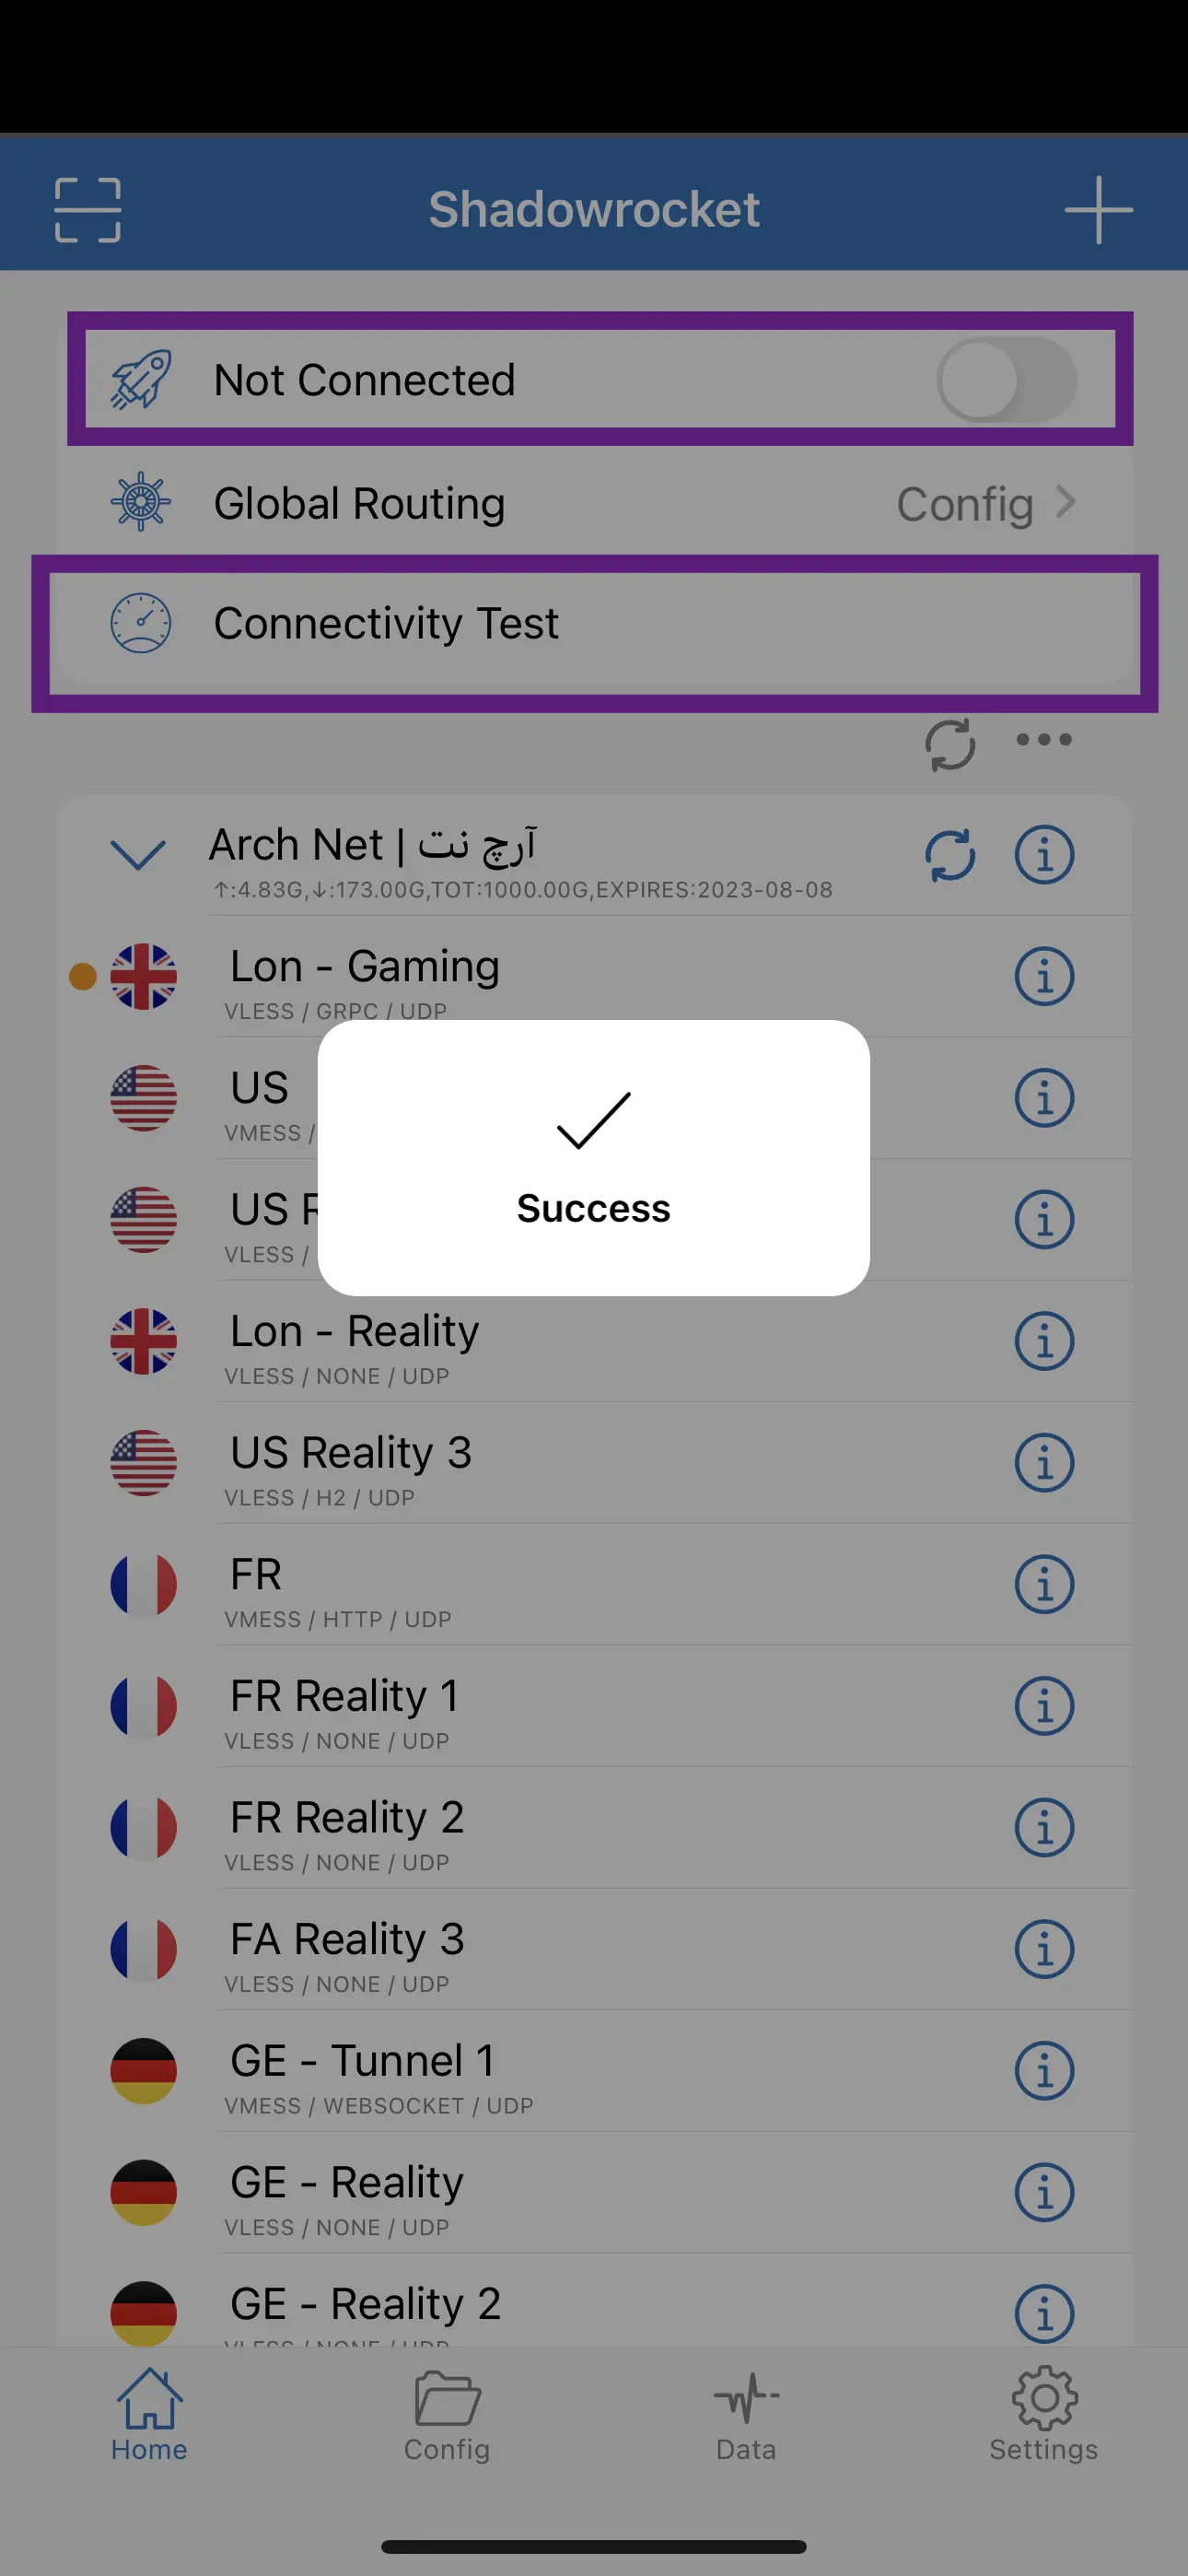 Shadowrocket
Not Connected
Global Routing
Config
Connectivity Test
Arch Net | آرچ نت
↑:4.83G,↓:173.00G,TOT:1000.00G,EXPIRES:2023-08-08
Lon - Gaming
VLESS / GRPC / UDP
US
VMESS /
US R
VLESS /
Success
Lon - Reality
VLESS / NONE / UDP
US Reality 3
VLESS / H2 / UDP
FR
VMESS / HTTP / UDP
FR Reality 1
VLESS / NONE / UDP
FR Reality 2
VLESS / NONE / UDP
FA Reality 3
VLESS / NONE / UDP
GE - Tunnel 1
VMESS / WEBSOCKET / UDP
GE - Reality
VLESS / NONE / UDP
GE - Reality 2
VLESS / NONE / UDP
Home
Config
Data
Settings